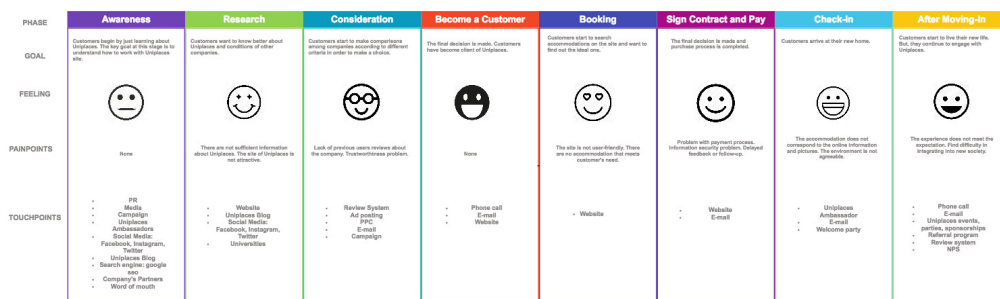 PHASE
Awareness
Research
Consideration
Become a Customer
Booking
Sign Contract and Pay
Check-In
After Moving-In
GOAL
Customers begin by just learning about
Uniplaces. The key goal at this stage is to
understand how to work with Uniplaces
site.
Customers want to know better about
Uniplaces and conditions of other
companies.
Customers start to make comparisons
among companies according to different
criteria in order to make a choice.
The final decision is made. Customers
have become client of Uniplaces.
Customers start to search
accommodations on the site and want to
find out the ideal one.
The final decision is made and
purchase process is completed.
Customers arrive at their new home.
Customers start to live their new life.
But, they continue to engage with
Uniplaces.
FEELING
PAINPOINTS
None
There are not sufficient information
about Uniplaces. The site of Uniplaces is
not attractive.
Lack of previous users reviews about
the company. Trustworthiness problem.
None
The site is not user-friendly. There
are no accommodation that meets
customer's need.
Problem with payment process.
Information security problem. Delayed
feedback or follow-up.
The accommodation does not
correspond to the online information
and pictures. The environment is not
agreeable.
The experience does not meet the
expectation. Find difficulty in
integrating into new society.
TOUCHPOINTS
• PR
• Media
• Campaign
• Uniplaces
Ambassadors
• Social Media:
Facebook, Instagram,
Twitter
• Uniplaces Blog
• Search engine: google
seo
• Company's Partners
• Word of mouth
• Website
• Uniplaces Blog
• Social Media:
Facebook, Instagram,
Twitter
• Universities
• Review System
• Ad posting
• PPC
• E-mail
• Campaign
• Phone call
• E-mail
• Website
• Website
• Website
• E-mail
• Uniplaces
Ambassador
• E-mail
• Welcome party
• Phone call
• E-mail
• Uniplaces events,
parties, sponsorships
• Referral program
• Review system
• NPS